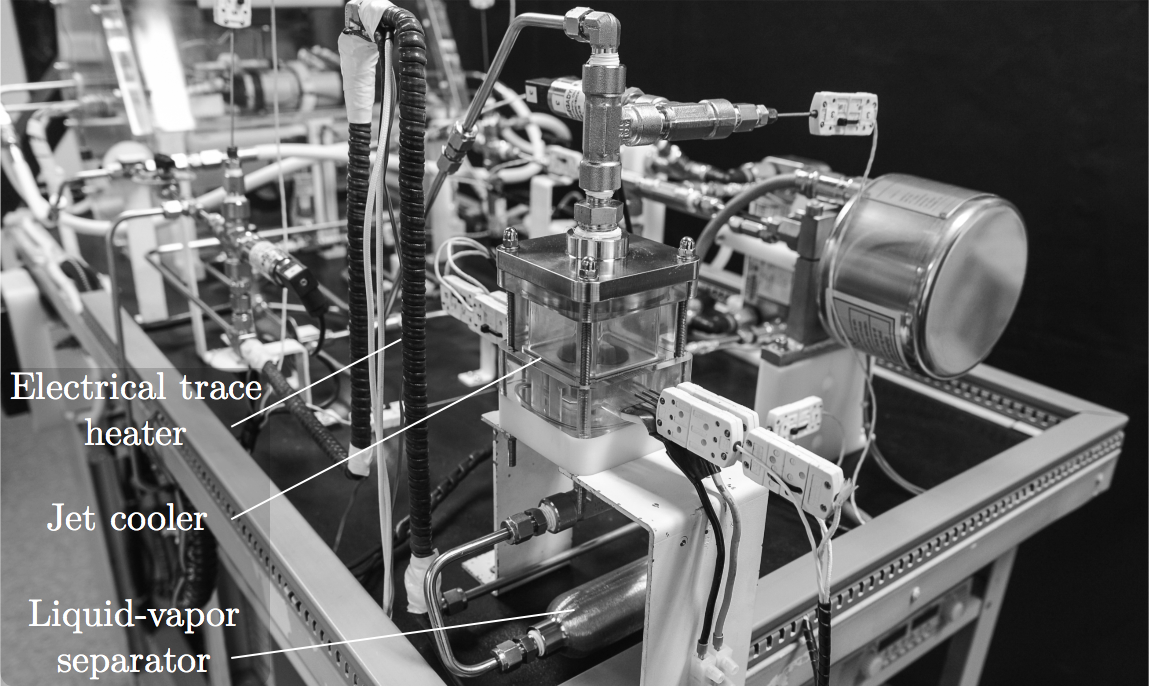 Electrical trace
heater
Jet cooler
Liquid-vapor
separator